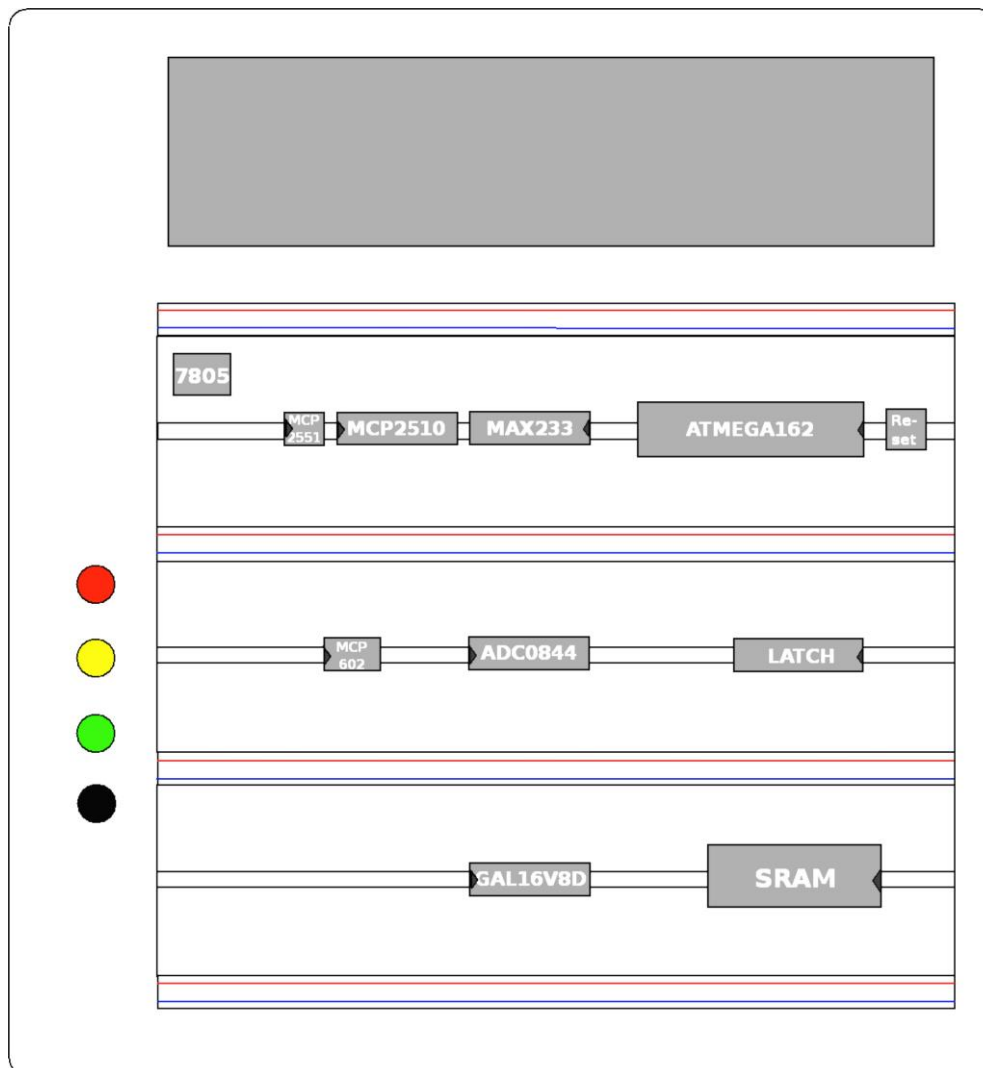 7805
MCP
2551
MCP2510
MAX233
ATMEGA162
Re-
set
MCP
602
ADC0844
LATCH
GAL16V8D
SRAM